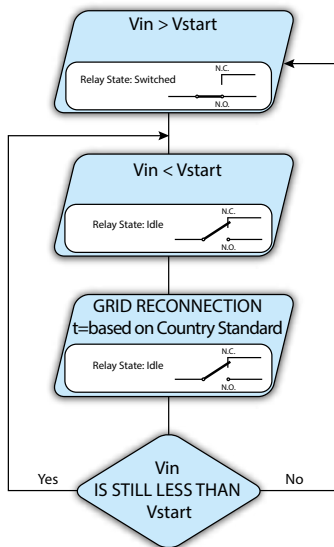 Vin > Vstart
N.C.
Relay State: Switched
N.O.
Vin < Vstart
N.C.
Relay State: Idle
N.O.
GRID RECONNECTION
t=based on Country Standard
N.C.
Relay State: Idle
N.O.
Vin
Yes
No
IS STILL LESS THAN
Vstart